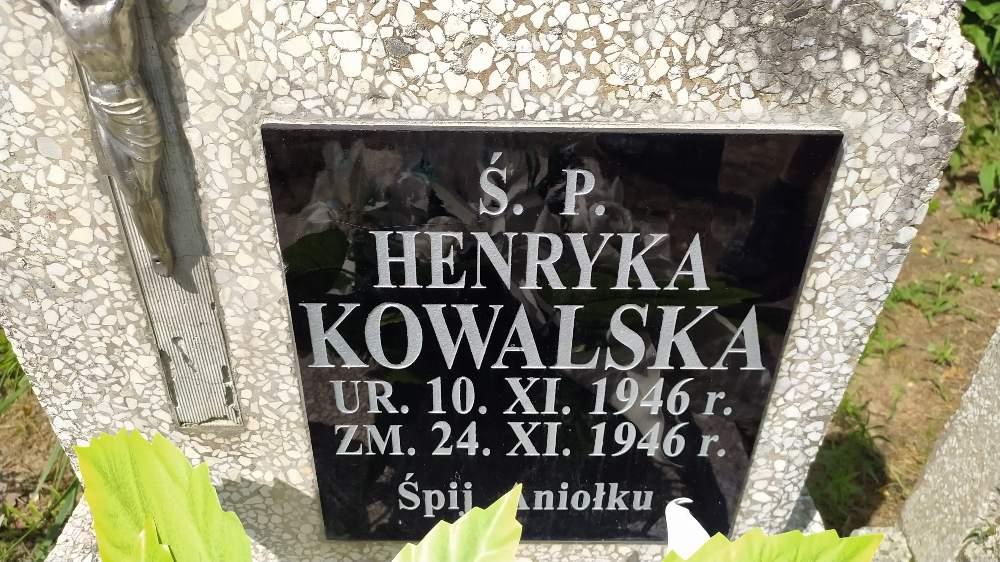 Ś. P.
HENRYKA
KOWALSKA
UR. 10. XI. 1946 r.
ZM. 24. XI. 1946 r.
Śpij Aniołku